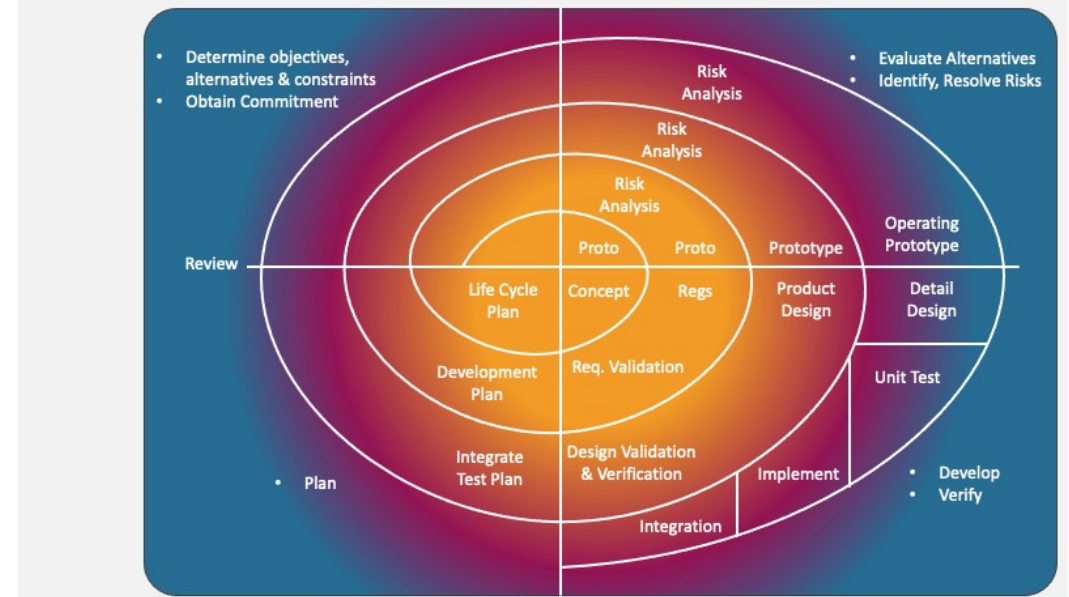 • Determine objectives,
alternatives & constraints
• Obtain Commitment
• Evaluate Alternatives
• Identify, Resolve Risks
Risk
Analysis
Risk
Analysis
Risk
Analysis
Operating
Prototype
Proto
Proto
Prototype
Review
Life Cycle
Plan
Concept
Regs
Product
Design
Detail
Design
Development
Plan
Req. Validation
Unit Test
Integrate
Test Plan
Design Validation
& Verification
Implement
• Plan
• Develop
• Verify
Integration